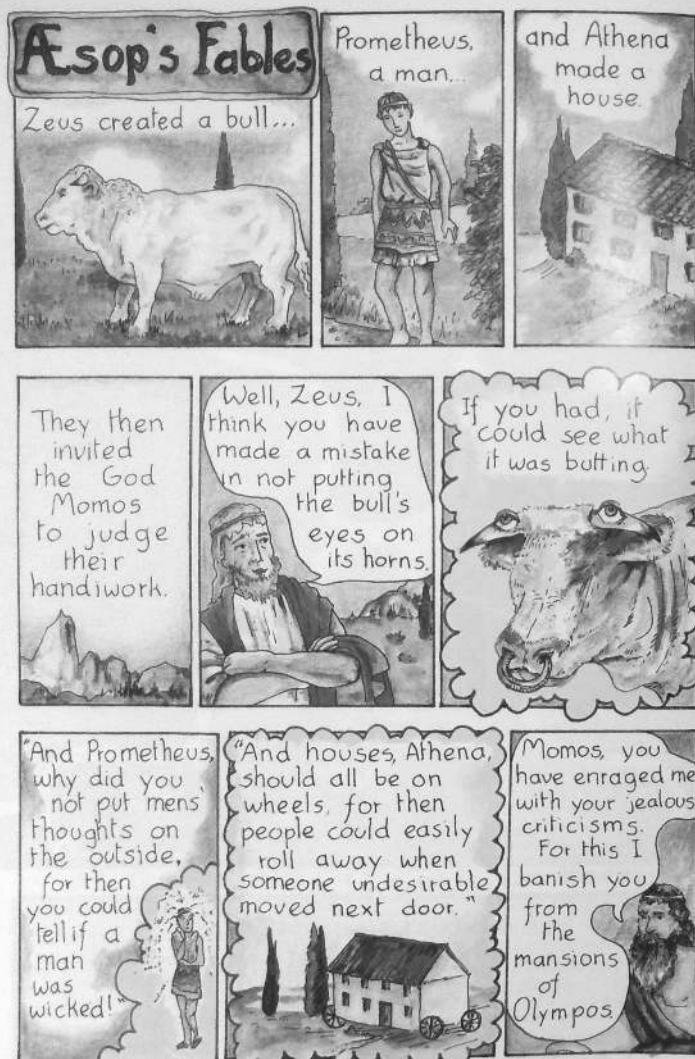 Æsop's Fables
Zeus created a bull...
Prometheus,
a man...
and Athena
made a
house.
They then
invited
the God
Momos
to judge
their
handiwork.
Well, Zeus, I
think you have
made a mistake
in not putting
the bull's
eyes on
its horns.
If you had, it
could see what
it was butting.
"And Prometheus,
why did you
not put mens'
thoughts on
the outside,
for then
you could
tell if a
man
was
wicked!"
"And houses, Athena,
should all be on
wheels, for then
people could easily
roll away when
someone undesirable
moved next door."
Momos, you
have enraged me
with your jealous
criticisms.
For this I
banish you
from
the
mansions
of
Olympos.